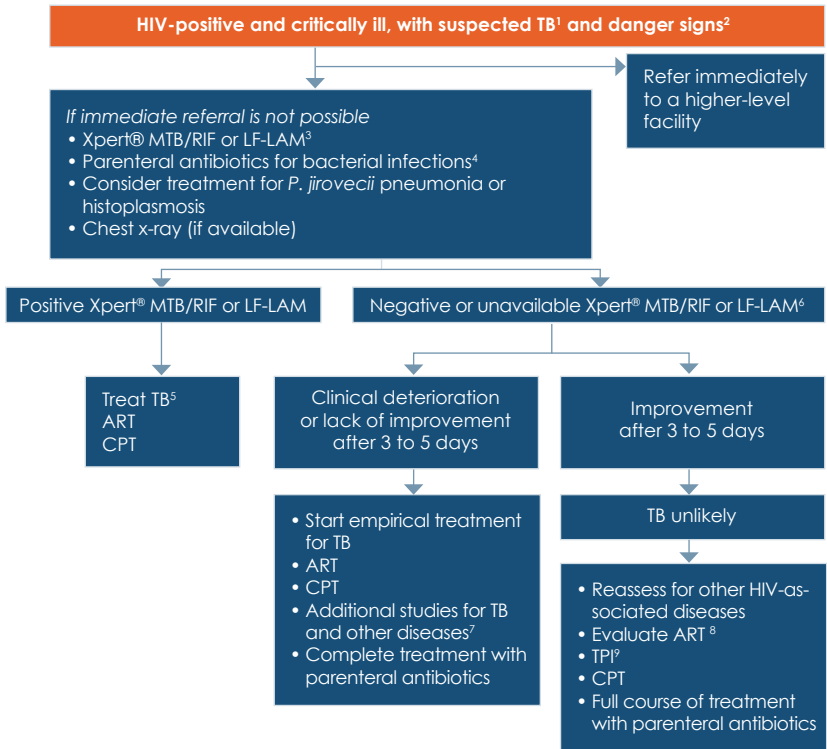 HIV-positive and critically ill, with suspected TB¹ and danger signs²
Refer immediately
to a higher-level
facility
If immediate referral is not possible
• Xpert® MTB/RIF or LF-LAM³
• Parenteral antibiotics for bacterial infections⁴
• Consider treatment for P. jirovecii pneumonia or
histoplasmosis
• Chest x-ray (if available)
Positive Xpert® MTB/RIF or LF-LAM
Negative or unavailable Xpert® MTB/RIF or LF-LAM⁶
Treat TB⁵
ART
CPT
Clinical deterioration
or lack of improvement
after 3 to 5 days
Improvement
after 3 to 5 days
• Start empirical treatment
for TB
• ART
• CPT
• Additional studies for TB
and other diseases⁷
• Complete treatment with
parenteral antibiotics
TB unlikely
• Reassess for other HIV-as-
sociated diseases
• Evaluate ART ⁸
• TPI⁹
• CPT
• Full course of treatment
with parenteral antibiotics